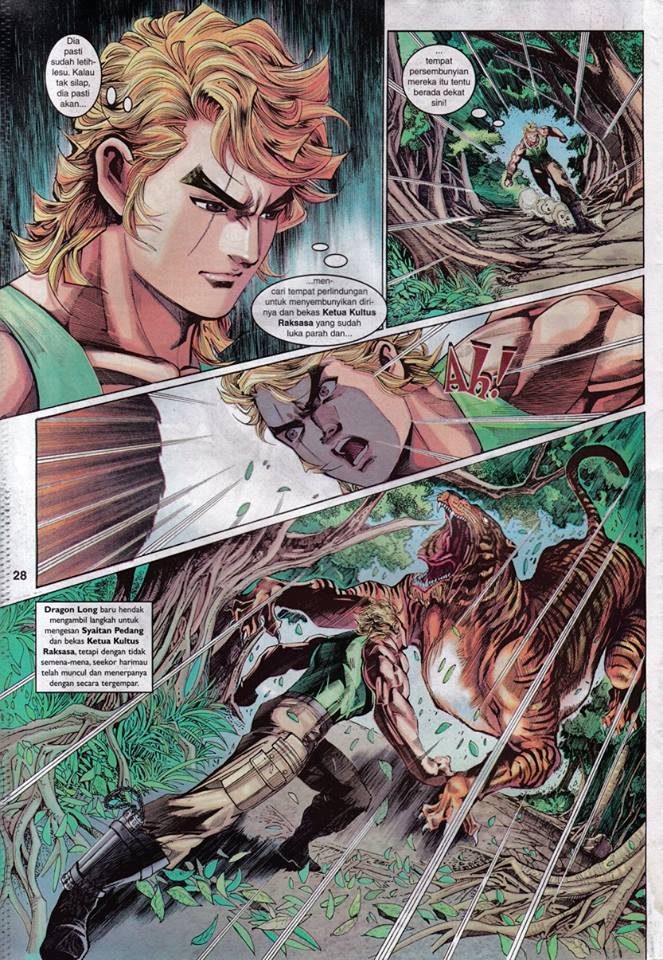 Dia
pasti
sudah letih-
lesu. Kalau
tak silap,
dia pasti
akan...
...men-
cari tempat perlindungan
untuk menyembunyikan diri-
nya dan bekas Ketua Kultus
Raksasa yang sudah
luka parah dan...
...
tempat
persembunyian
mereka itu tentu
berada dekat
sini!
Ah!
28
Dragon Long baru hendak
mengambil langkah untuk
mengesan Syaitan Pedang
dan bekas Ketua Kultus
Raksasa, tetapi dengan tidak
semena-mena, seekor harimau
telah muncul dan menerpanya
dengan secara tergempar.